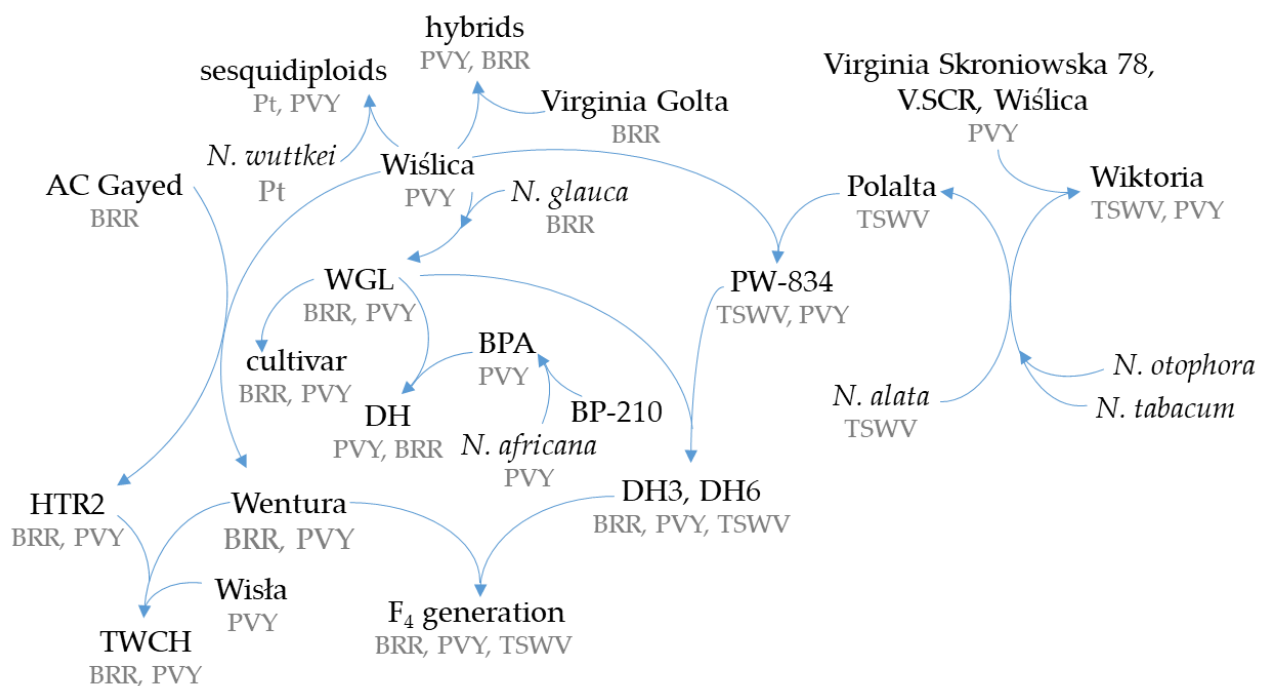 hybrids
PVY, BRR
sesquidiploids
Pt, PVY
Virginia Golta
BRR
Virginia Skroniowska 78,
V.SCR, Wiślica
PVY
N. wuttkei
Pt
Wiślica
PVY
AC Gayed
BRR
N. glauca
BRR
Polalta
TSWV
Wiktoria
TSWV, PVY
WGL
BRR, PVY
PW-834
TSWV, PVY
cultivar
BRR, PVY
BPA
PVY
DH
PVY, BRR
BP-210
N. africana
PVY
N. alata
TSWV
N. otophora
N. tabacum
HTR2
BRR, PVY
Wentura
BRR, PVY
DH3, DH6
BRR, PVY, TSWV
Wisła
PVY
TWCH
BRR, PVY
F₄ generation
BRR, PVY, TSWV